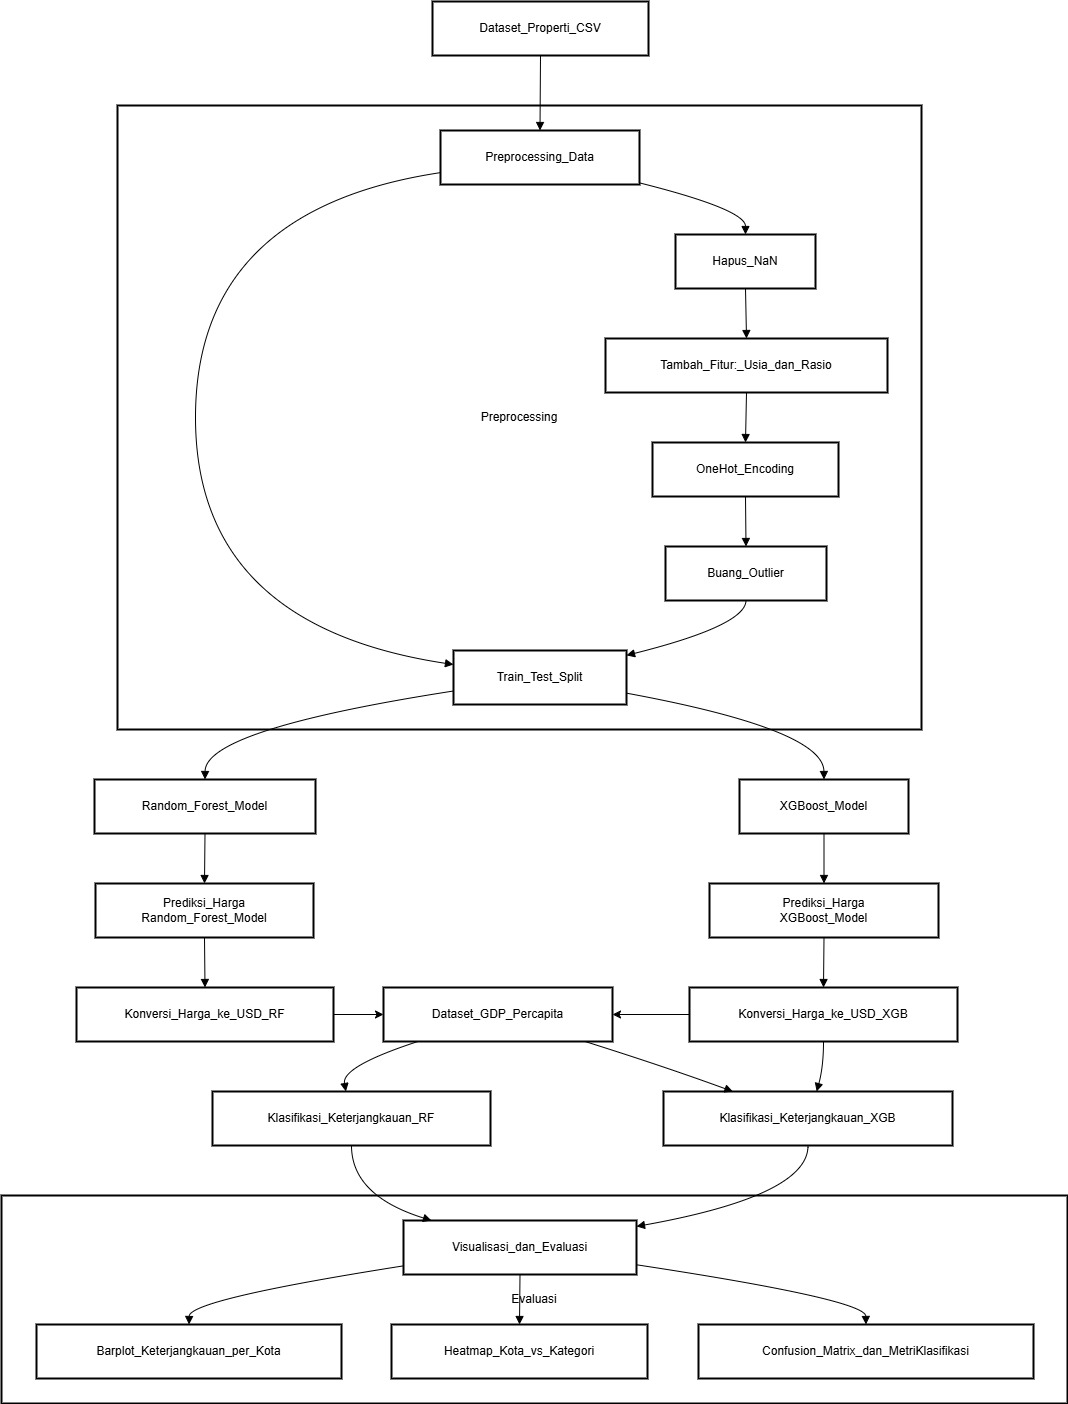 Dataset_Properti_CSV
Preprocessing_Data
Hapus_NaN
Tambah_Fitur:_Usia_dan_Rasio
Preprocessing
OneHot_Encoding
Buang_Outlier
Train_Test_Split
Random_Forest_Model
XGBoost_Model
Prediksi_Harga
Random_Forest_Model
Prediksi_Harga
XGBoost_Model
Konversi_Harga_ke_USD_RF
Dataset_GDP_Percapita
Konversi_Harga_ke_USD_XGB
Klasifikasi_Keterjangkauan_RF
Klasifikasi_Keterjangkauan_XGB
Visualisasi_dan_Evaluasi
Evaluasi
Barplot_Keterjangkauan_per_Kota
Heatmap_Kota_vs_Kategori
Confusion_Matrix_dan_MetriKlasifikasi